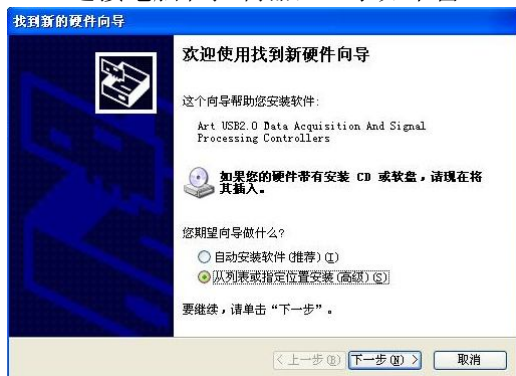 找到新的硬件向导
欢迎使用找到新硬件向导
这个向导帮助您安装软件:
Art USB2.0 Data Acquisition And Signal
Processing Controllers
如果您的硬件带有安装 CD 或软盘，请现在将
其插入。
您期望向导做什么?
自动安装软件(推荐)(I)
从列表或指定位置安装(高级)(S)
要继续，请单击“下一步”。
<上一步(B) 下一步(N)> 取消